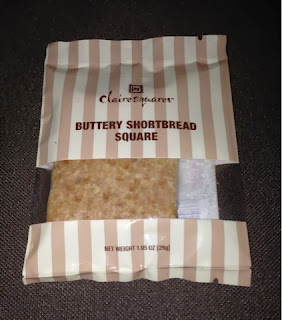 Clairesquares
BUTTERY SHORTBREAD
SQUARE
NET WEIGHT 1.05 OZ (29g)